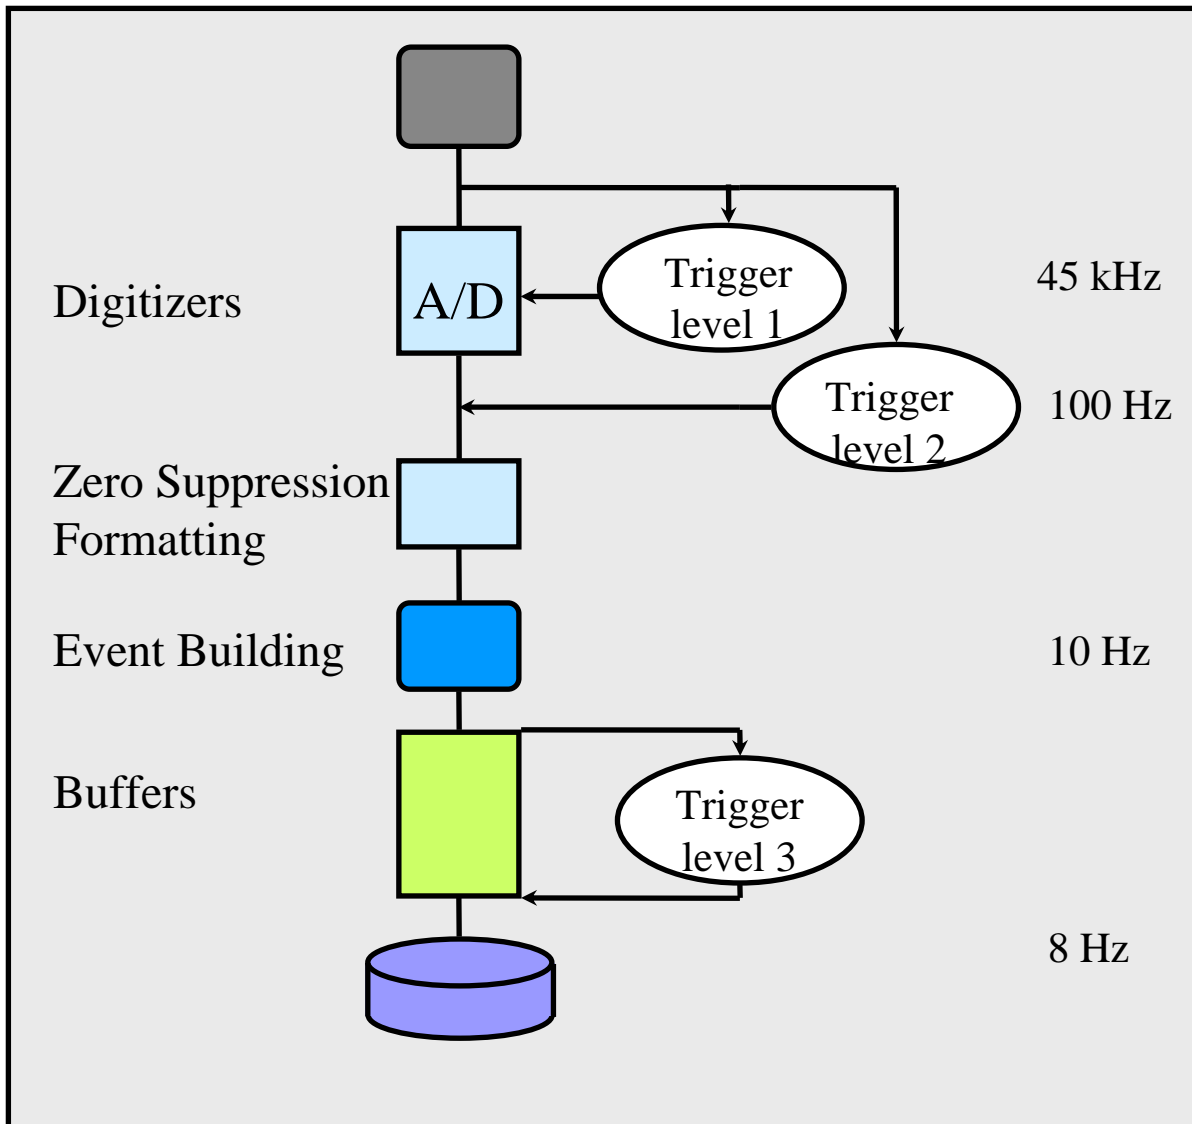 Digitizers
A/D
Trigger
level 1
45 kHz
Trigger
level 2
100 Hz
Zero Suppression
Formatting
Event Building
10 Hz
Buffers
Trigger
level 3
8 Hz